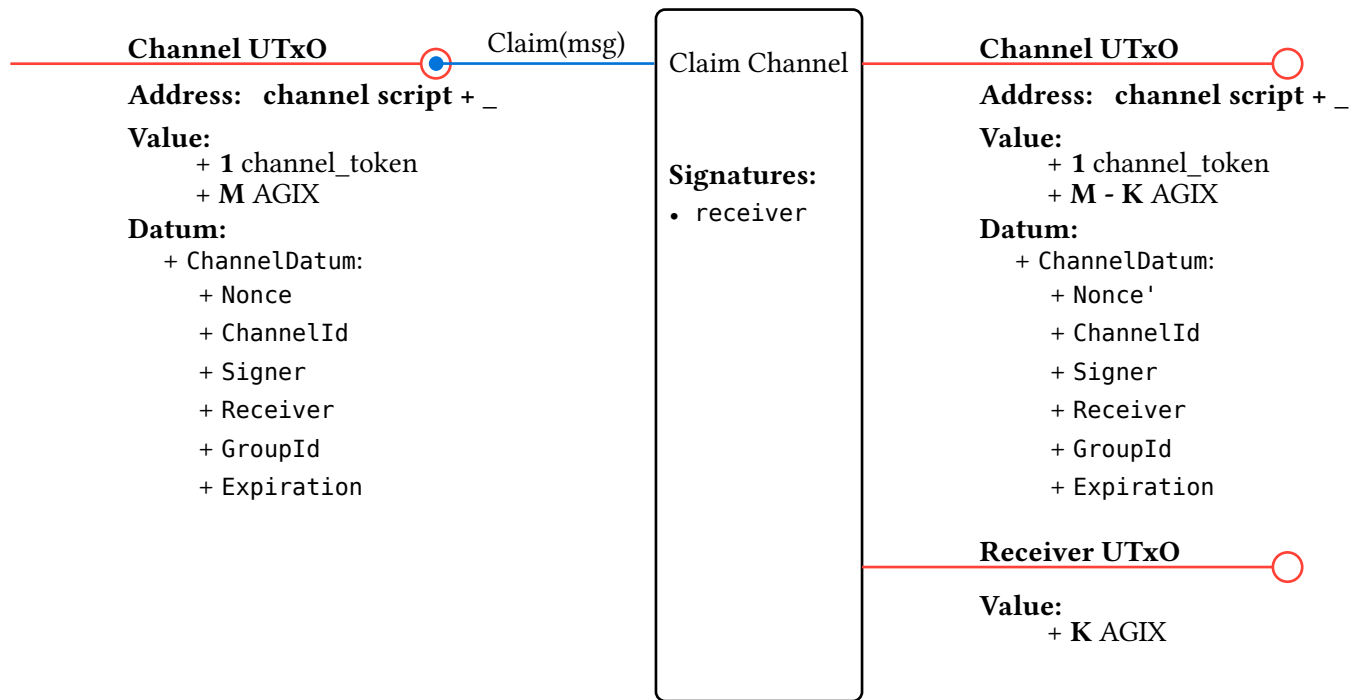 Channel UTxO
Address: channel script + _
Value:
+ 1 channel_token
+ M AGIX
Datum:
+ ChannelDatum:
+ Nonce
+ ChannelId
+ Signer
+ Receiver
+ GroupId
+ Expiration
Claim(msg)
Claim Channel
Signatures:
• receiver
Channel UTxO
Address: channel script + _
Value:
+ 1 channel_token
+ M - K AGIX
Datum:
+ ChannelDatum:
+ Nonce'
+ ChannelId
+ Signer
+ Receiver
+ GroupId
+ Expiration
Receiver UTxO
Value:
+ K AGIX